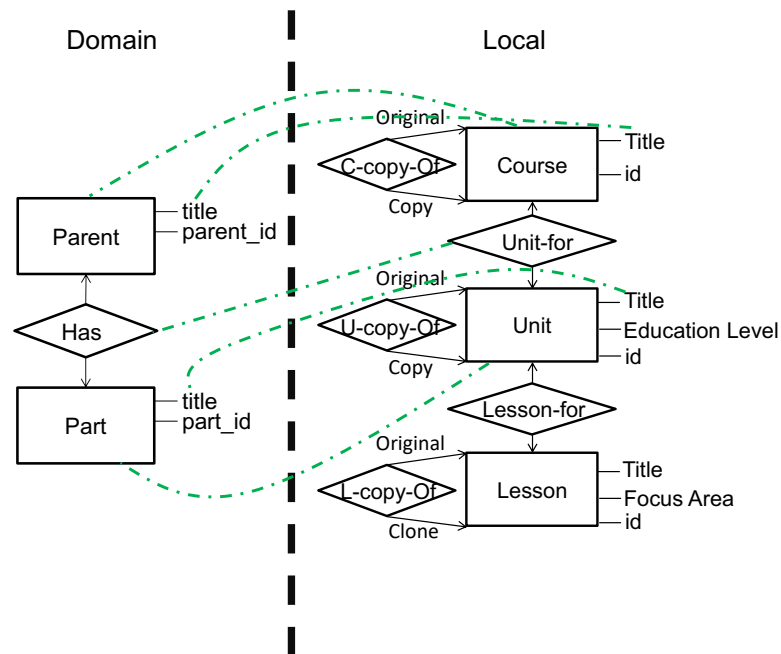 Domain
Local
Parent
title
parent_id
Has
Part
title
part_id
Original
C-copy-Of
Copy
Course
Title
id
Unit-for
Original
U-copy-Of
Copy
Unit
Title
Education Level
id
Lesson-for
Original
L-copy-Of
Clone
Lesson
Title
Focus Area
id